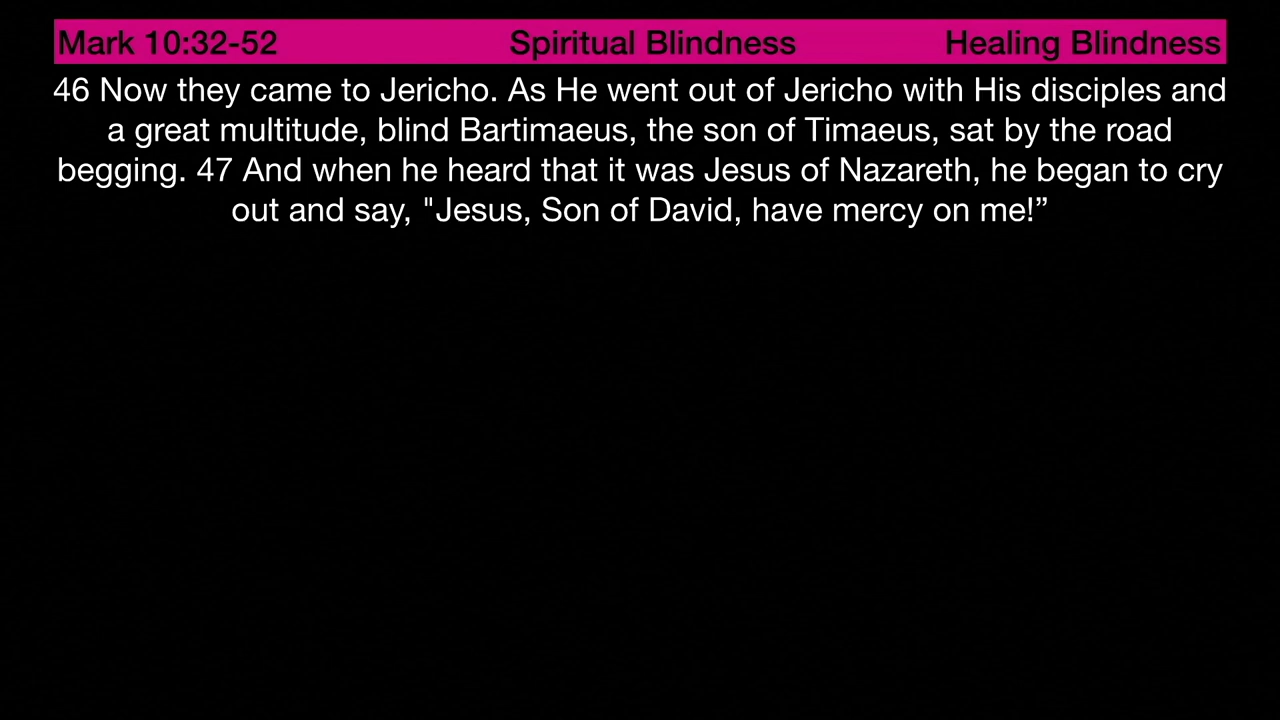 Mark 10:32-52 Spiritual Blindness Healing Blindness
46 Now they came to Jericho. As He went out of Jericho with His disciples and
a great multitude, blind Bartimaeus, the son of Timaeus, sat by the road
begging. 47 And when he heard that it was Jesus of Nazareth, he began to cry
out and say, "Jesus, Son of David, have mercy on me!”